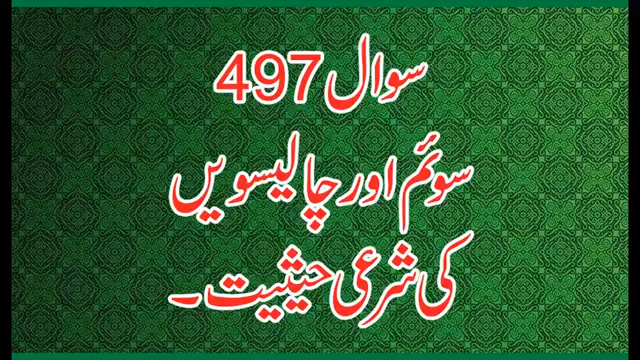 سوال 497
سوئم اور چالیسویں
کی شرعی حیثیت۔